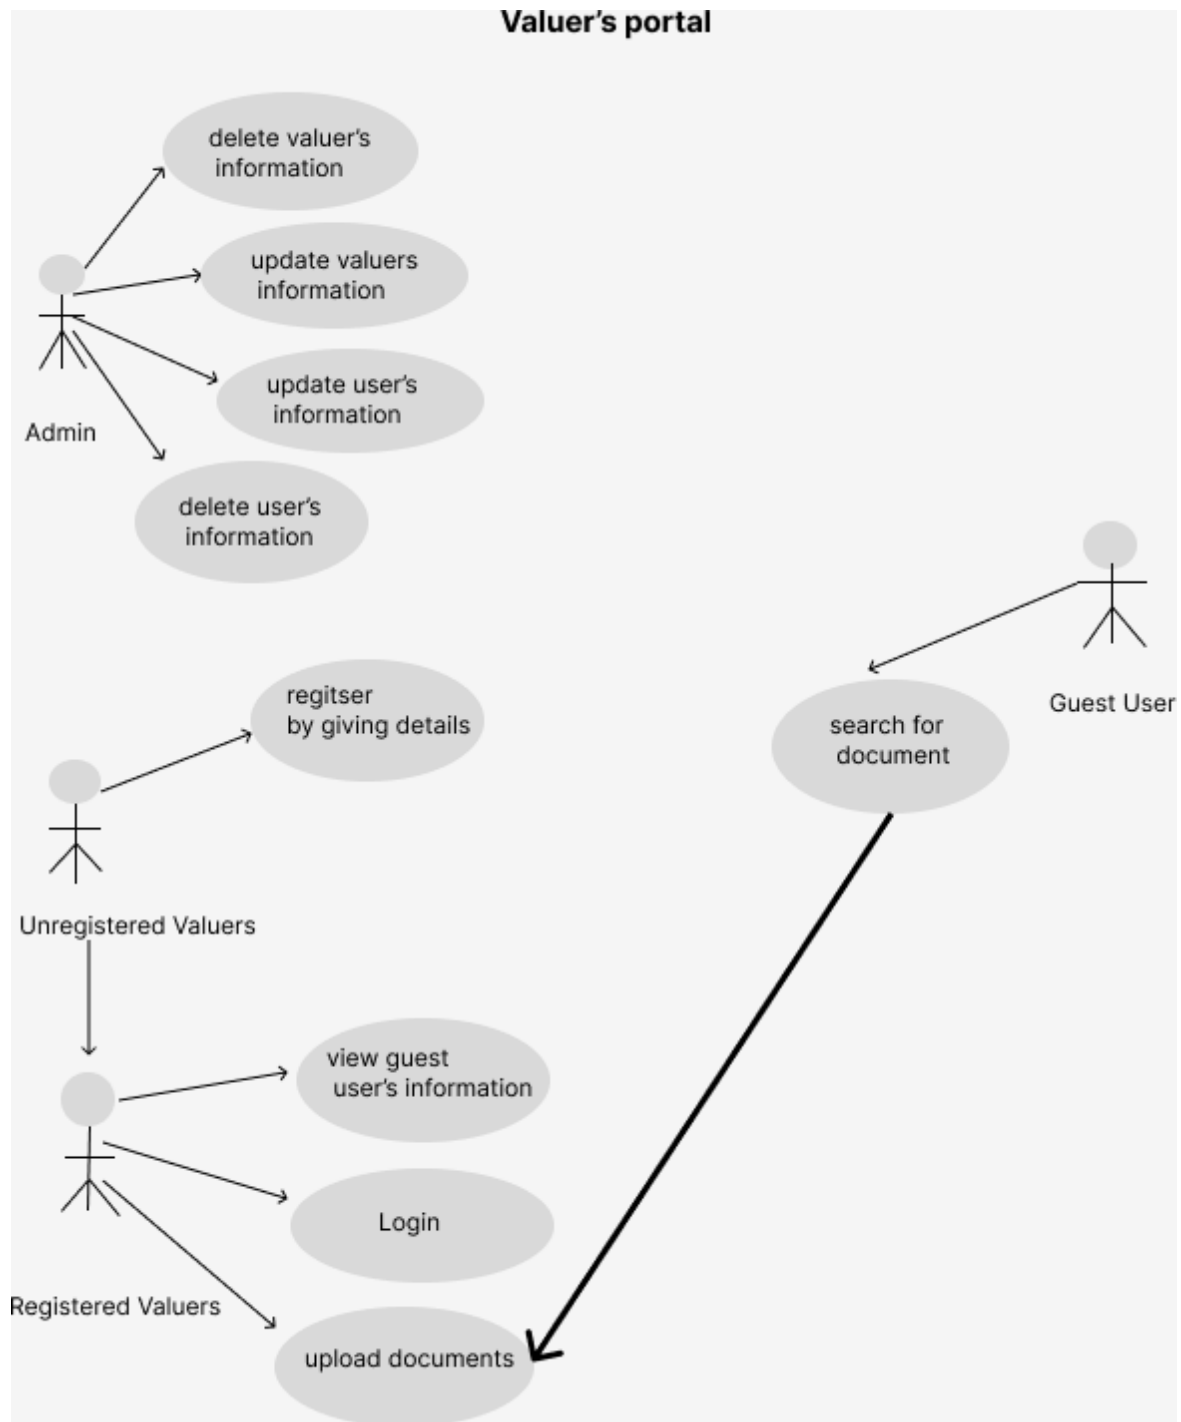 Valuer's portal
delete valuer's
information
update valuers
information
update user's
information
Admin
delete user's
information
Guest User
regitser
by giving details
search for
document
Unregistered Valuers
view guest
user's information
Login
Registered Valuers
upload documents